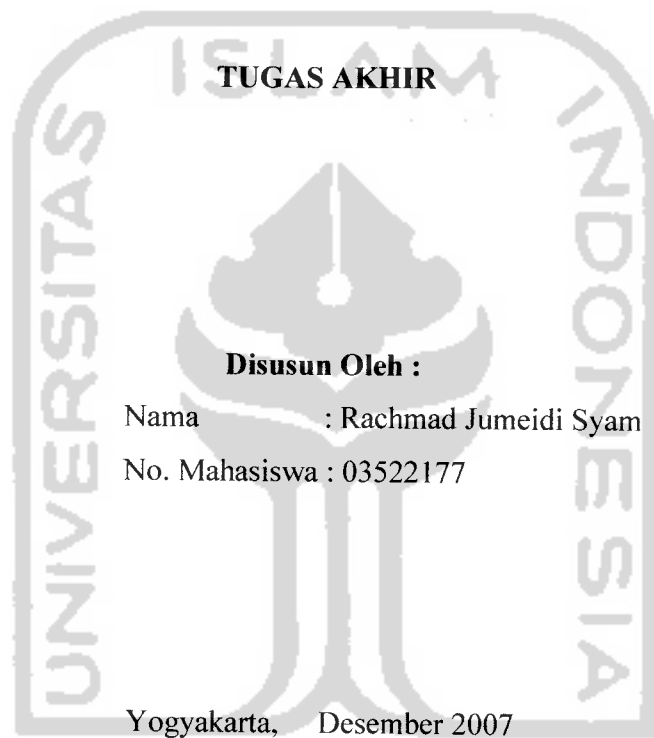 UNIVERSITAS ISLAM INDONESIA
TUGAS AKHIR
Disusun Oleh :
Nama : Rachmad Jumeidi Syam
No. Mahasiswa : 03522177
Yogyakarta, Desember 2007